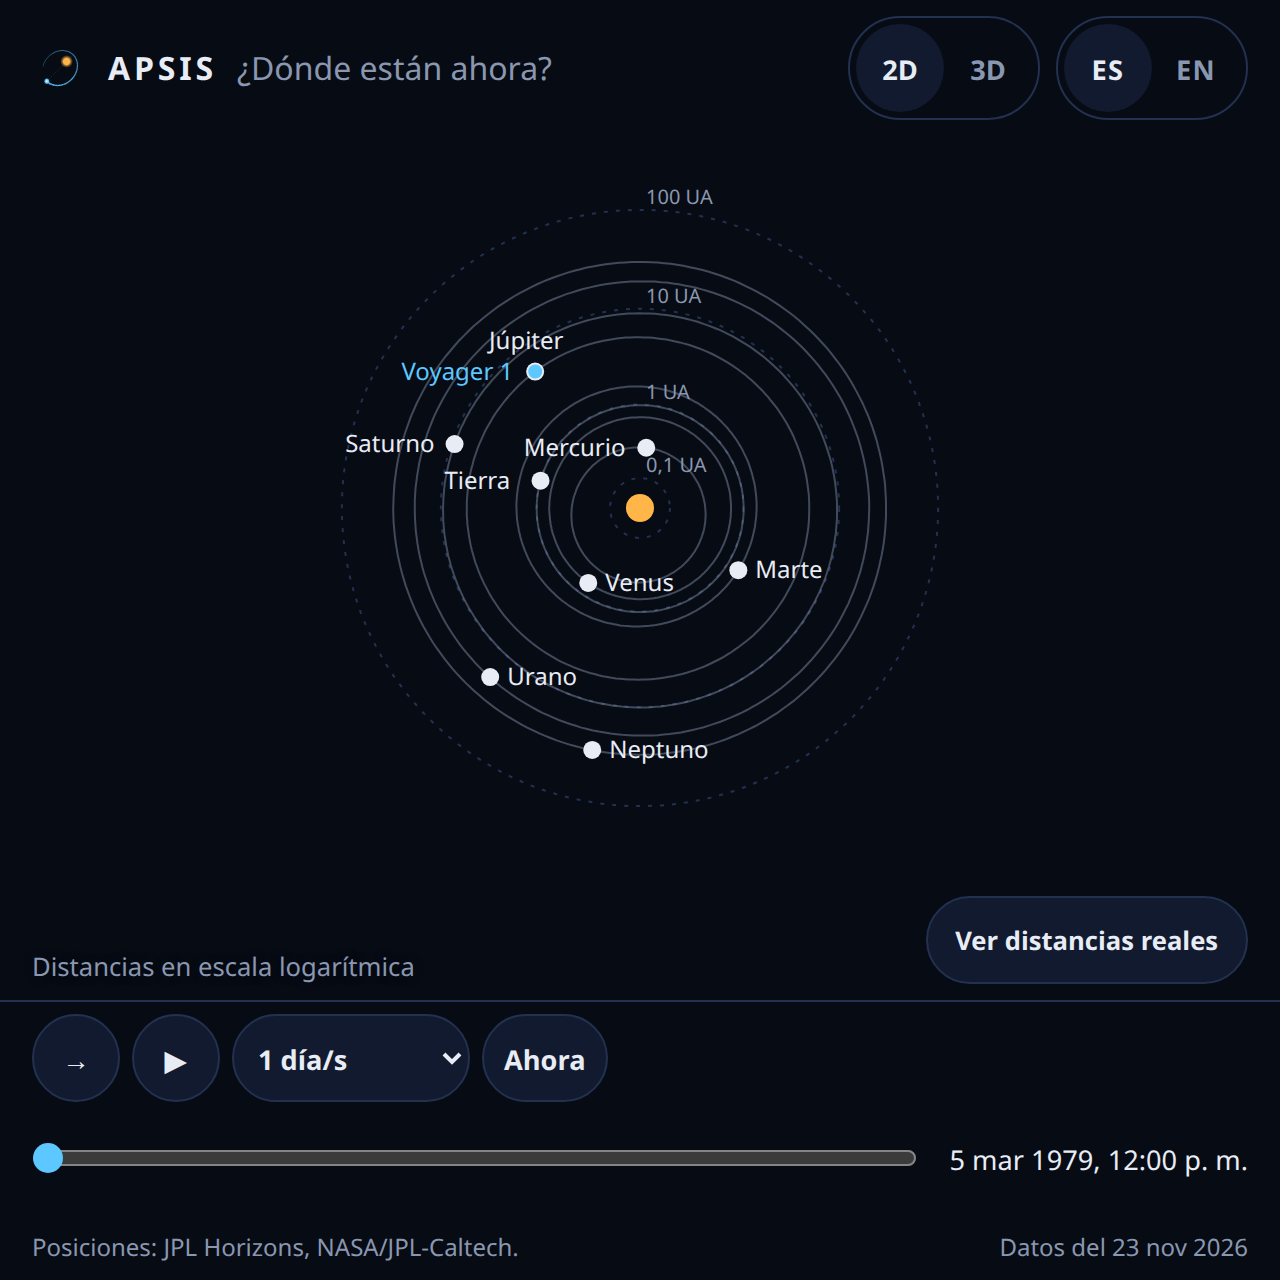 APSIS ¿Dónde están ahora? 2D 3D ES EN
100 UA
10 UA
Júpiter
Voyager 1
1 UA
Saturno
Mercurio
0,1 UA
Tierra
Marte
Venus
Urano
Neptuno
Ver distancias reales
Distancias en escala logarítmica
→ ▶ 1 día/s Ahora
5 mar 1979, 12:00 p. m.
Posiciones: JPL Horizons, NASA/JPL-Caltech. Datos del 23 nov 2026